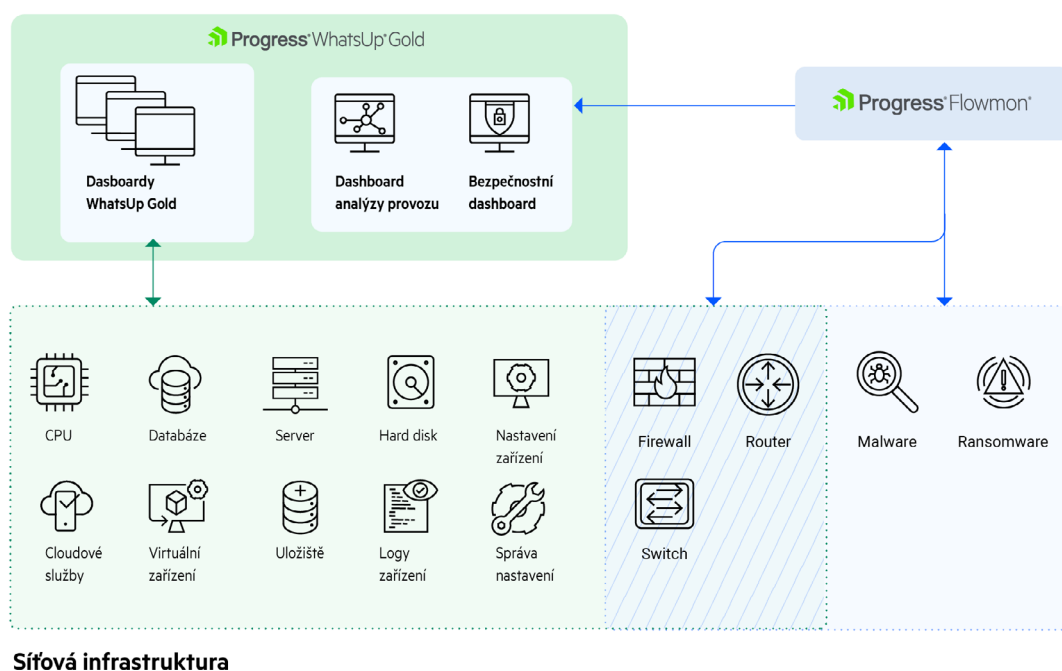 Progress® WhatsUp® Gold
Progress® Flowmon®
Dasboardy
WhatsUp Gold
Dashboard
analýzy provozu
Bezpečnostní
dashboard
CPU
Databáze
Server
Hard disk
Nastavení
zařízení
Firewall
Router
Malware
Ransomware
Cloudové
služby
Virtuální
zařízení
Uložiště
Logy
zařízení
Správa
nastavení
Switch
Síťová infrastruktura